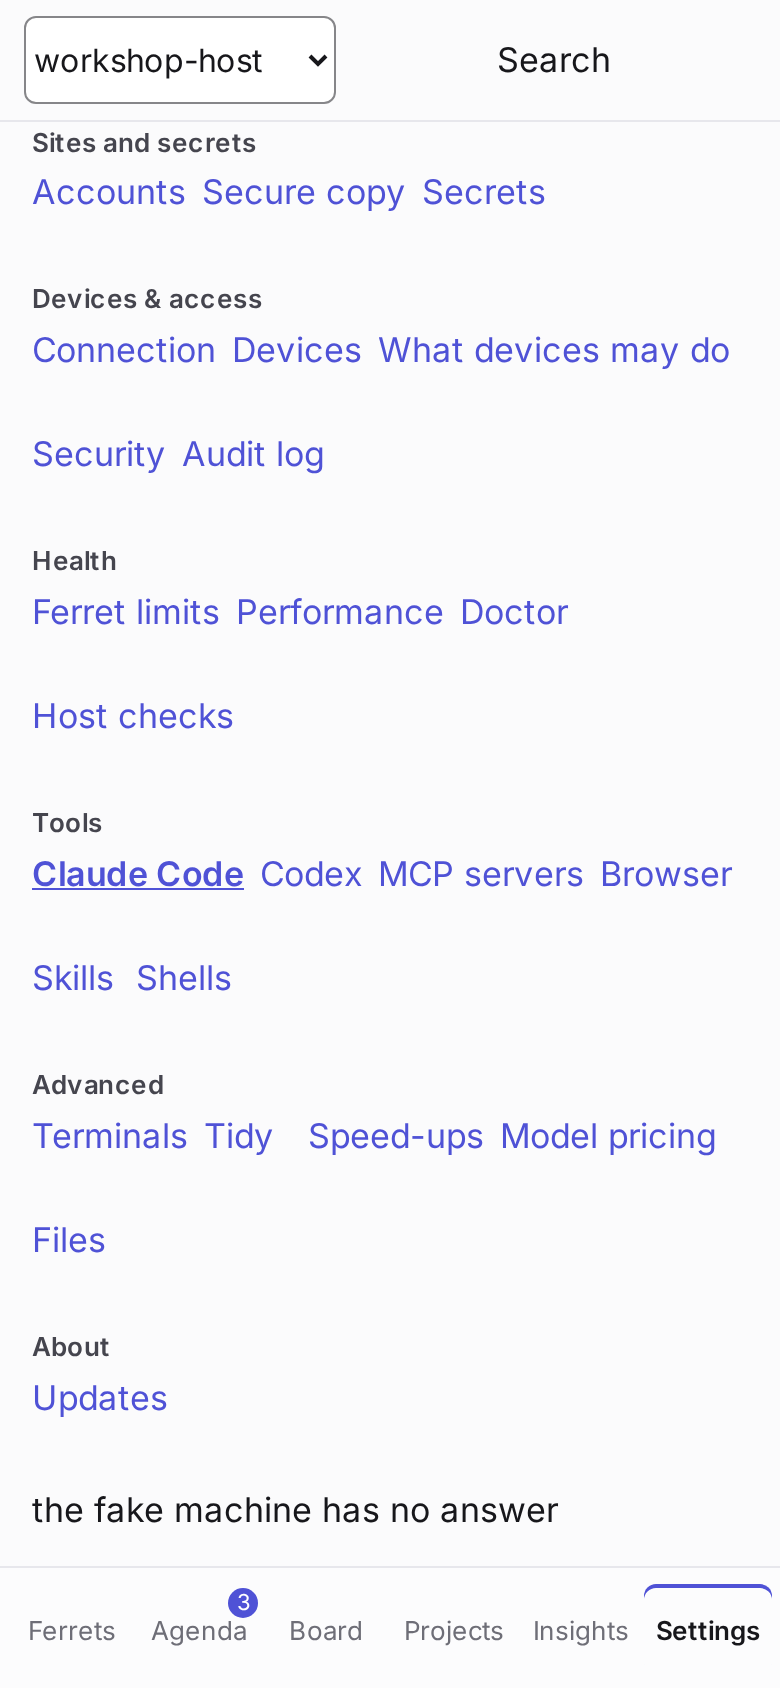 workshop-host Search
Sites and secrets
Accounts Secure copy Secrets
Devices & access
Connection Devices What devices may do
Security Audit log
Health
Ferret limits Performance Doctor
Host checks
Tools
Claude Code Codex MCP servers Browser
Skills Shells
Advanced
Terminals Tidy Speed-ups Model pricing
Files
About
Updates
the fake machine has no answer
3
Ferrets Agenda Board Projects Insights Settings